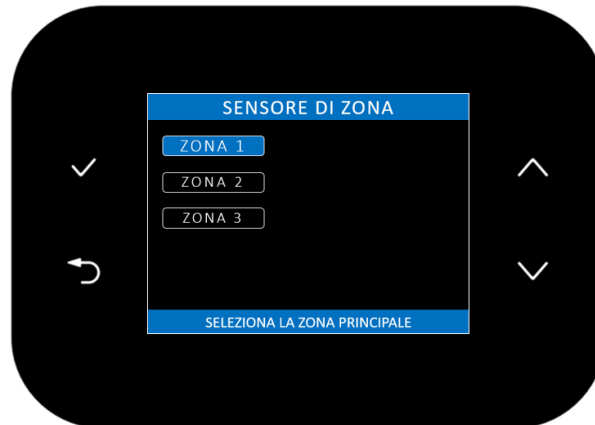 SENSORE DI ZONA
ZONA 1
ZONA 2
ZONA 3
SELEZIONA LA ZONA PRINCIPALE